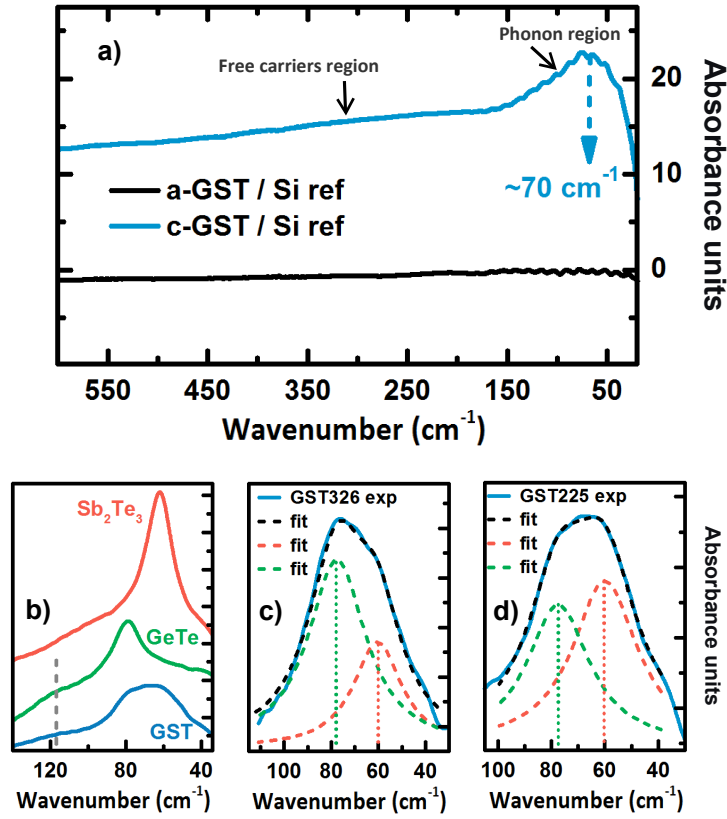 a)
Phonon region
Free carriers region
20
10
0
~70 cm⁻¹
a-GST / Si ref
c-GST / Si ref
Absorbance units
550 450 350 250 150 50
Wavenumber (cm⁻¹)
b)
Sb₂Te₃
GeTe
GST
120 80 40
Wavenumber (cm⁻¹)
GST326 exp
fit
fit
fit
c)
100 80 60 40
Wavenumber (cm⁻¹)
GST225 exp
fit
fit
fit
d)
100 80 60 40
Wavenumber (cm⁻¹)
Absorbance units